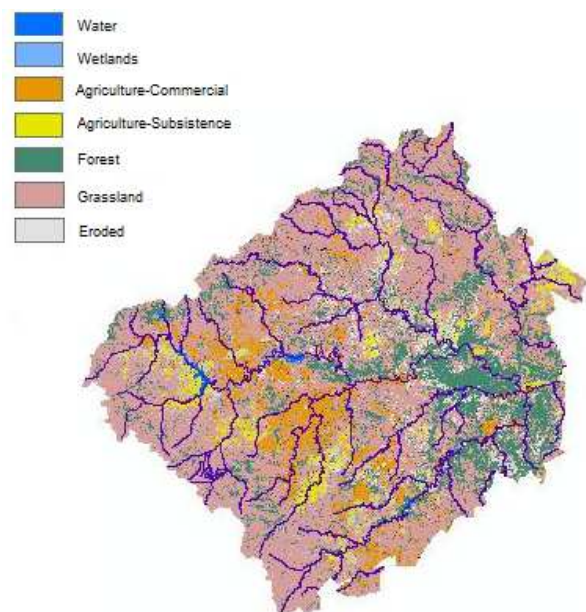 Water
Wetlands
Agriculture-Commercial
Agriculture-Subsistence
Forest
Grassland
Eroded